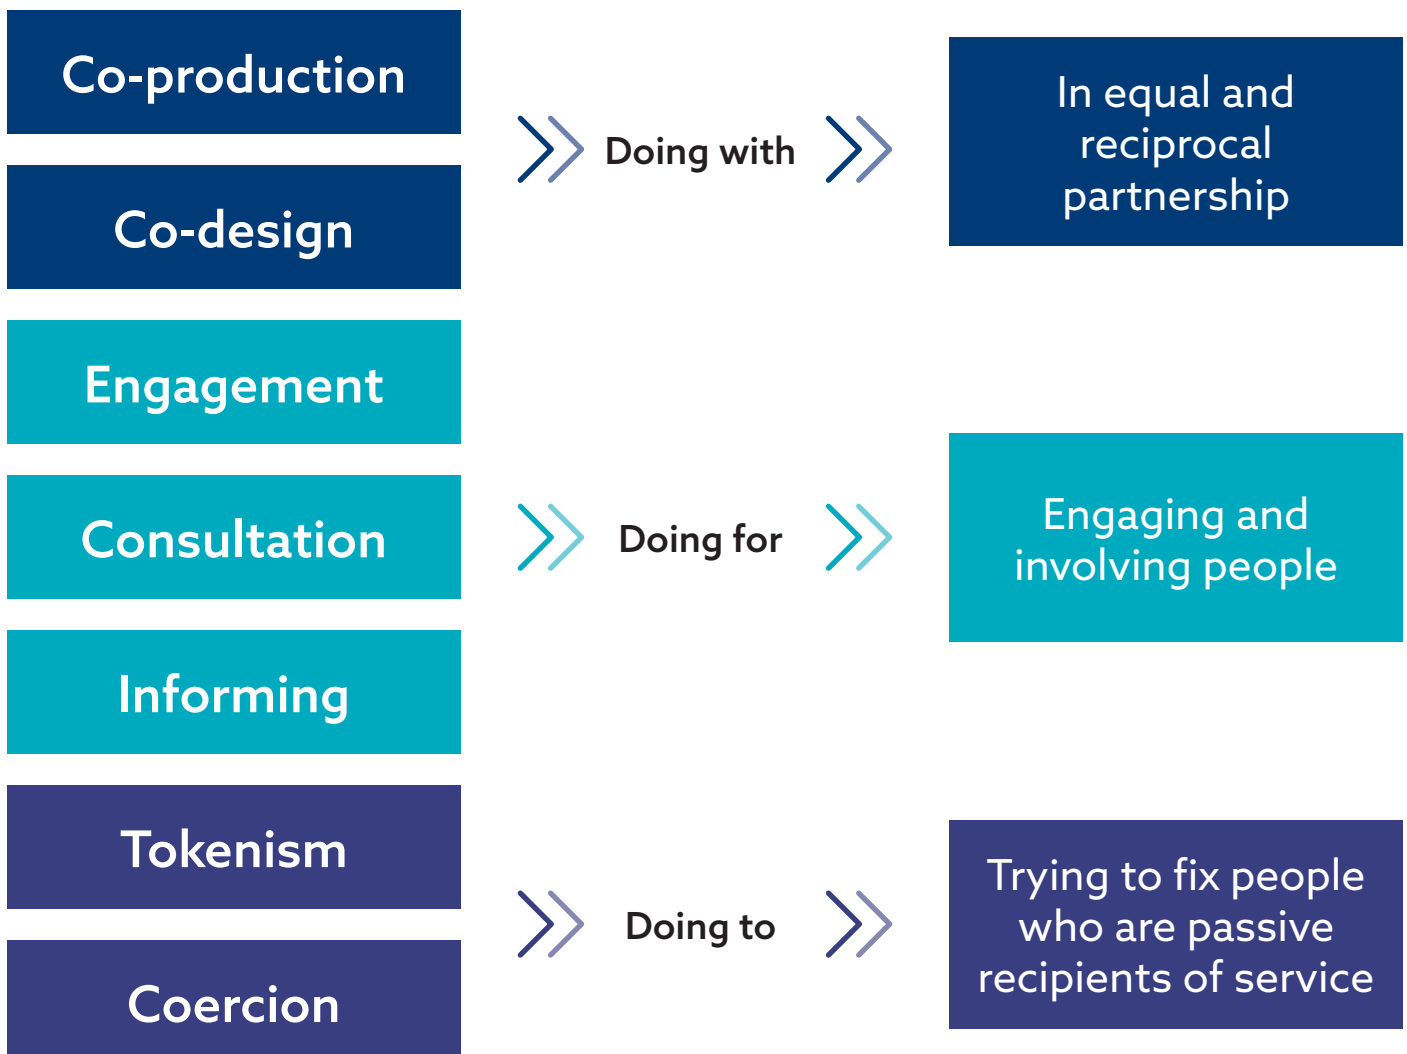 Co-production
Co-design
Doing with
In equal and
reciprocal
partnership
Engagement
Consultation
Informing
Doing for
Engaging and
involving people
Tokenism
Coercion
Doing to
Trying to fix people
who are passive
recipients of service